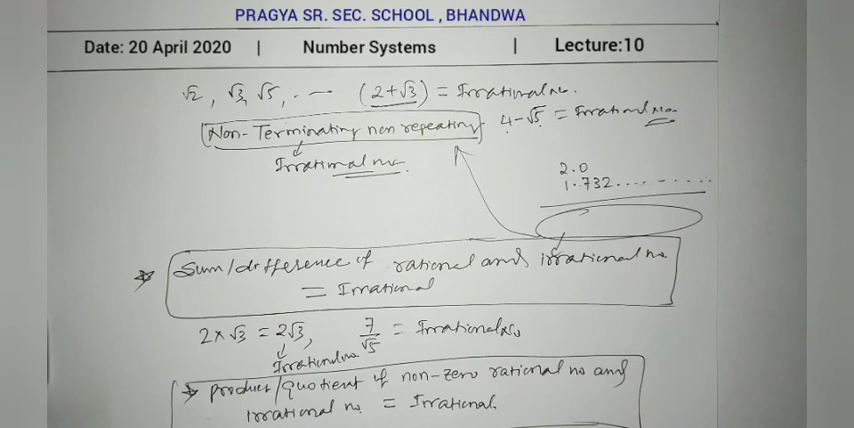 PRAGYA SR. SEC. SCHOOL , BHANDWA
Date: 20 April 2020 | Number Systems | Lecture:10
√2, √3, √5, . — (2+√3) = Irrational no.
Non-Terminating non repeating 4-√5 = Irrational no.
Irrational no.
2.0
1.732.... - .. ...
Sum/difference of rational and irrational no
= Irrational
2×√3 = 2√3, 7/√5 = Irrational no
Irrational no
product/quotient of non-zero rational no and
irrational no. = Irrational.